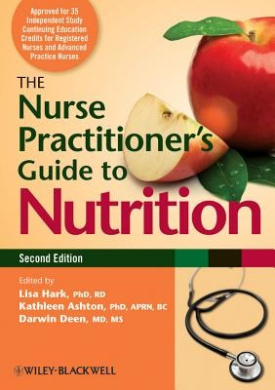 Approved for 35
Independent Study
Continuing Education
Credits for Registered
Nurses and Advanced
Practice Nurses
THE
Nurse
Practitioner's
Guide to
Nutrition
Second Edition
Edited by
Lisa Hark, PhD, RD
Kathleen Ashton, PhD, APRN, BC
Darwin Deen, MD, MS
WILEY-BLACKWELL